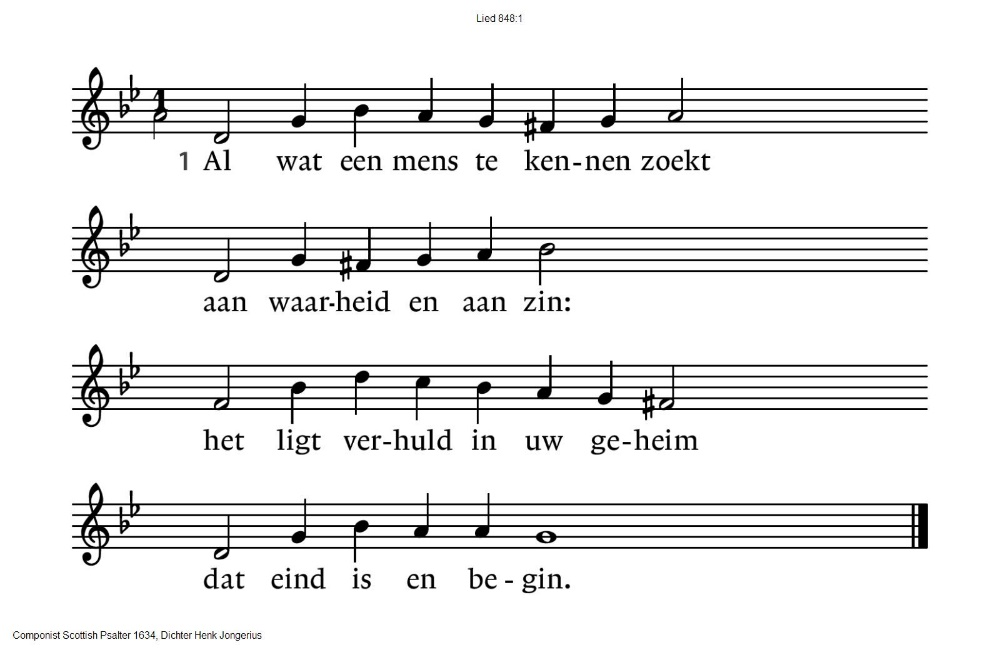 Lied 848:1
1
1 Al wat een mens te ken-nen zoekt
aan waar-heid en aan zin:
het ligt ver-huld in uw ge-heim
dat eind is en be-gin.
Componist Scottish Psalter 1634, Dichter Henk Jongerius